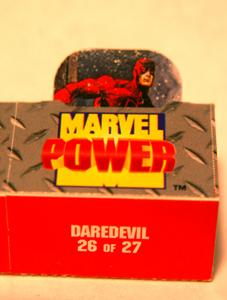 MARVEL
POWER
TM
DAREDEVIL
26 OF 27